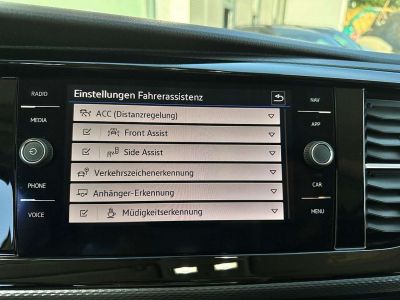 Einstellungen Fahrerassistenz
RADIO
NAV
ACC (Distanzregelung)
MEDIA
APP
Front Assist
Side Assist
Verkehrszeichenerkennung
PHONE
CAR
Anhänger-Erkennung
VOICE
MENU
Müdigkeitserkennung